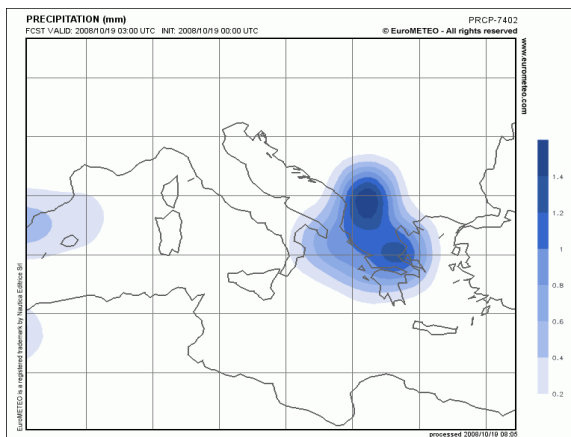 PRECIPITATION (mm)
PRCP-7402
FCST VALID: 2008/10/19 03:00 UTC INIT: 2008/10/19 00:00 UTC
© EuroMETEO - All rights reserved
www.eurometeo.com
1.4
1.2
1
0.8
0.6
0.4
0.2
EuroMETEO is a registered trademark by Nautica Editrice Srl
processed 2008/10/19 08:05